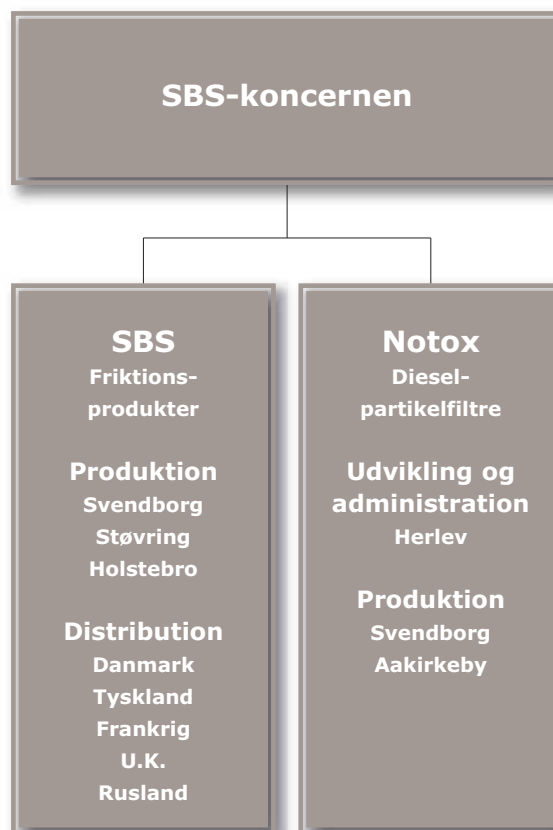 SBS-koncernen
SBS
Friktions-
produkter
Produktion
Svendborg
Støvring
Holstebro
Distribution
Danmark
Tyskland
Frankrig
U.K.
Rusland
Notox
Diesel-
partikelfiltre
Udvikling og
administration
Herlev
Produktion
Svendborg
Aakirkeby